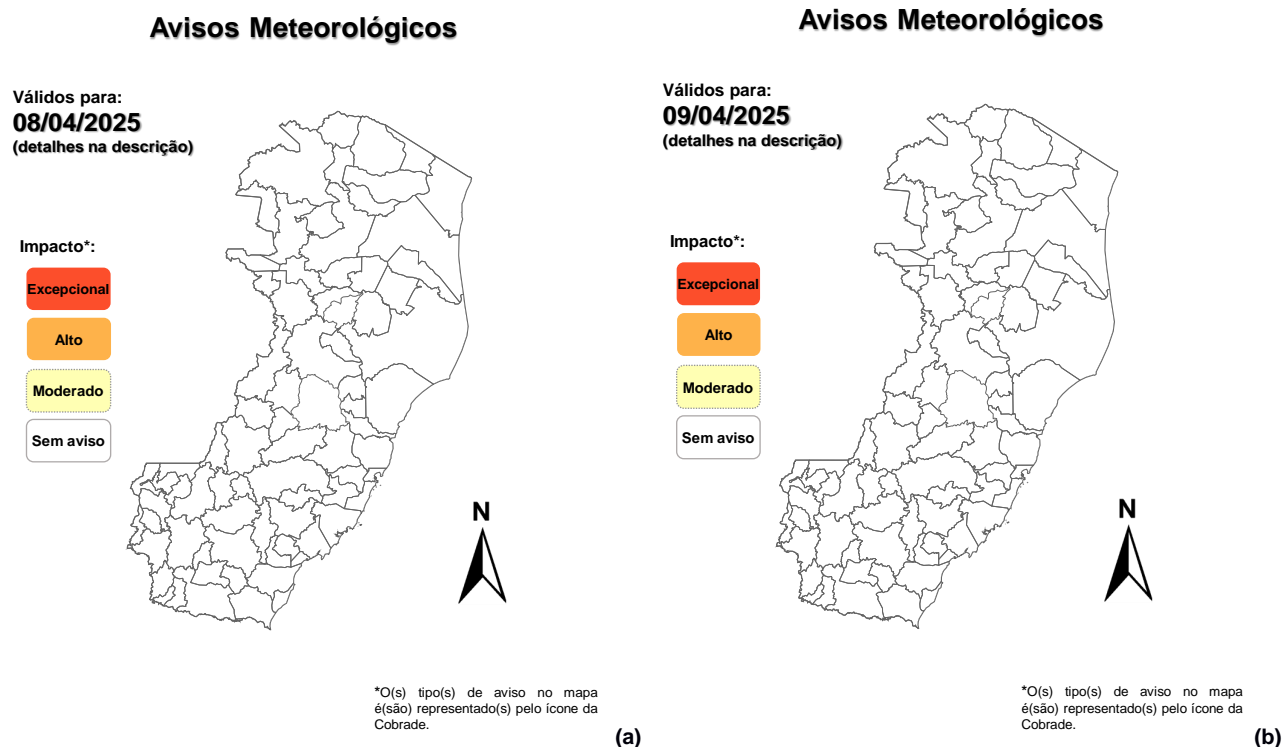 Avisos Meteorológicos
Válidos para:
08/04/2025
(detalhes na descrição)
Impacto*:
Excepcional
Alto
Moderado
Sem aviso
N
*O(s) tipo(s) de aviso no mapa
é(são) representado(s) pelo ícone da
Cobrade.
(a)
Avisos Meteorológicos
Válidos para:
09/04/2025
(detalhes na descrição)
Impacto*:
Excepcional
Alto
Moderado
Sem aviso
N
*O(s) tipo(s) de aviso no mapa
é(são) representado(s) pelo ícone da
Cobrade.
(b)